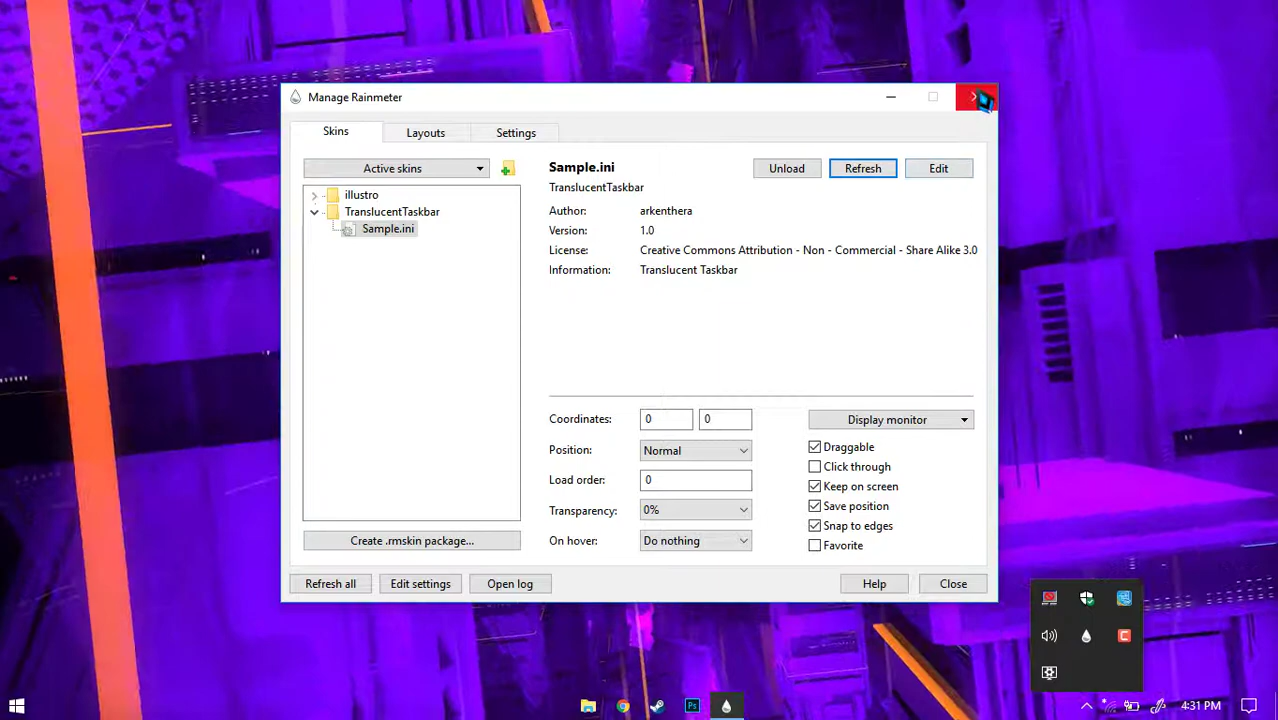 Manage Rainmeter
Skins
Layouts
Settings
Active skins
illustro
TranslucentTaskbar
Sample.ini
Create .rmskin package...
Sample.ini
Unload
Refresh
Edit
TranslucentTaskbar
Author: arkenthera
Version: 1.0
License: Creative Commons Attribution - Non - Commercial - Share Alike 3.0
Information: Translucent Taskbar
Coordinates: 0 0
Display monitor
Position: Normal
Load order: 0
Transparency: 0%
On hover: Do nothing
Draggable
Click through
Keep on screen
Save position
Snap to edges
Favorite
Refresh all
Edit settings
Open log
Help
Close
Ps
4:31 PM